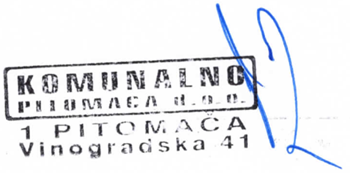 KOMUNALNO
PITOMAČA d.o.o.
1 PITOMAČA
Vinogradska 41